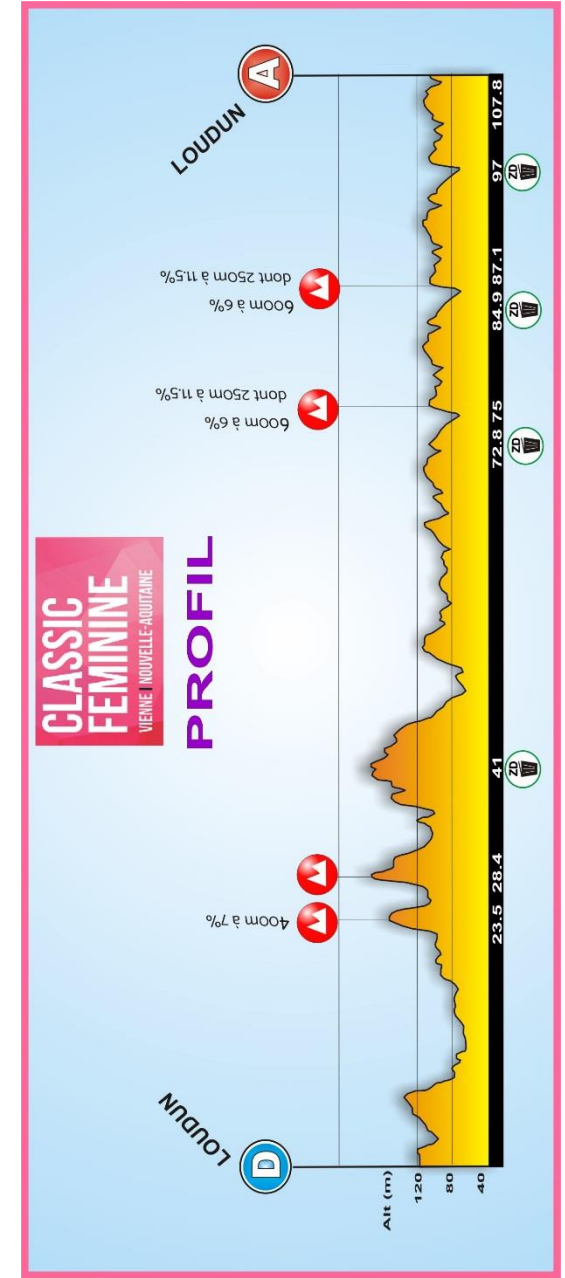 CLASSIC
FEMININE
VIENNE I NOUVELLE-AQUITAINE
PROFIL
LOUDUN
D
LOUDUN
A
400m à 7%
600m à 6%
dont 250m à 11.5%
600m à 6%
dont 250m à 11.5%
Alt (m)
120
80
40
23.5 28.4 41 72.8 75 84.9 87.1 97 107.8
ZD
ZD
ZD
ZD